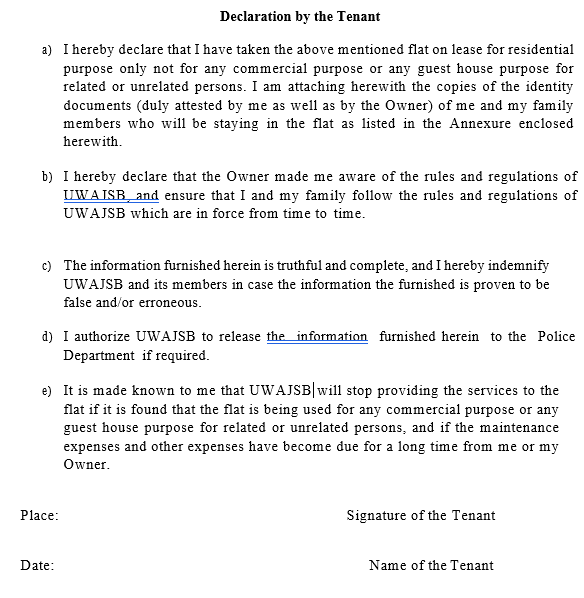 Declaration by the Tenant
a) I hereby declare that I have taken the above mentioned flat on lease for residential
purpose only not for any commercial purpose or any guest house purpose for
related or unrelated persons. I am attaching herewith the copies of the identity
documents (duly attested by me as well as by the Owner) of me and my family
members who will be staying in the flat as listed in the Annexure enclosed
herewith.
b) I hereby declare that the Owner made me aware of the rules and regulations of
UWAJSB and ensure that I and my family follow the rules and regulations of
UWAJSB which are in force from time to time.
c) The information furnished herein is truthful and complete, and I hereby indemnify
UWAJSB and its members in case the information the furnished is proven to be
false and/or erroneous.
d) I authorize UWAJSB to release the information furnished herein to the Police
Department if required.
e) It is made known to me that UWAJSB will stop providing the services to the
flat if it is found that the flat is being used for any commercial purpose or any
guest house purpose for related or unrelated persons, and if the maintenance
expenses and other expenses have become due for a long time from me or my
Owner.
Place: Signature of the Tenant
Date: Name of the Tenant